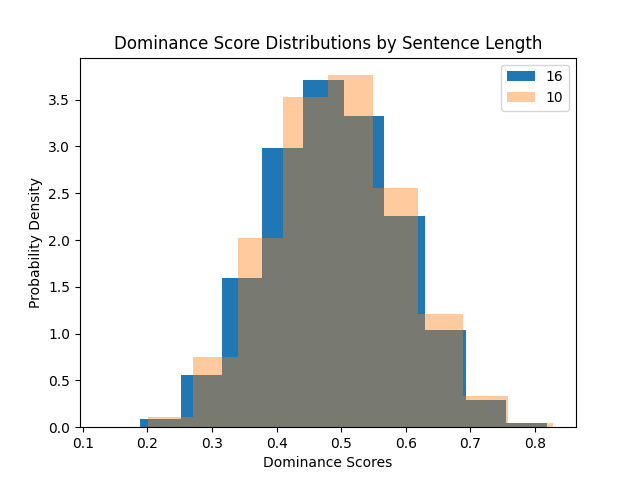 Dominance Score Distributions by Sentence Length
16
10
3.5
3.0
2.5
2.0
1.5
1.0
0.5
0.0
Probability Density
0.1 0.2 0.3 0.4 0.5 0.6 0.7 0.8
Dominance Scores